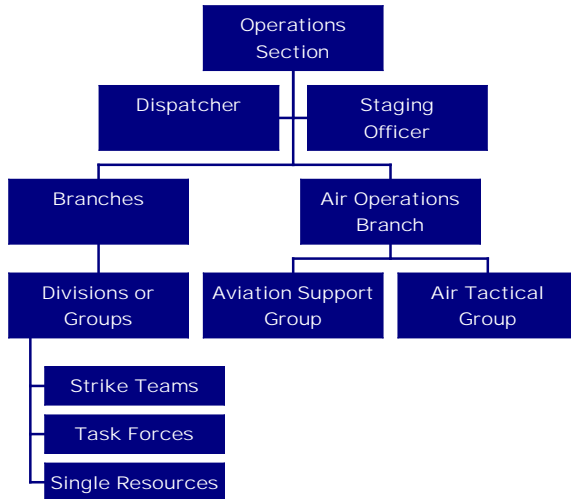 Operations
Section
Dispatcher
Staging
Officer
Branches
Air Operations
Branch
Divisions or
Groups
Aviation Support
Group
Air Tactical
Group
Strike Teams
Task Forces
Single Resources